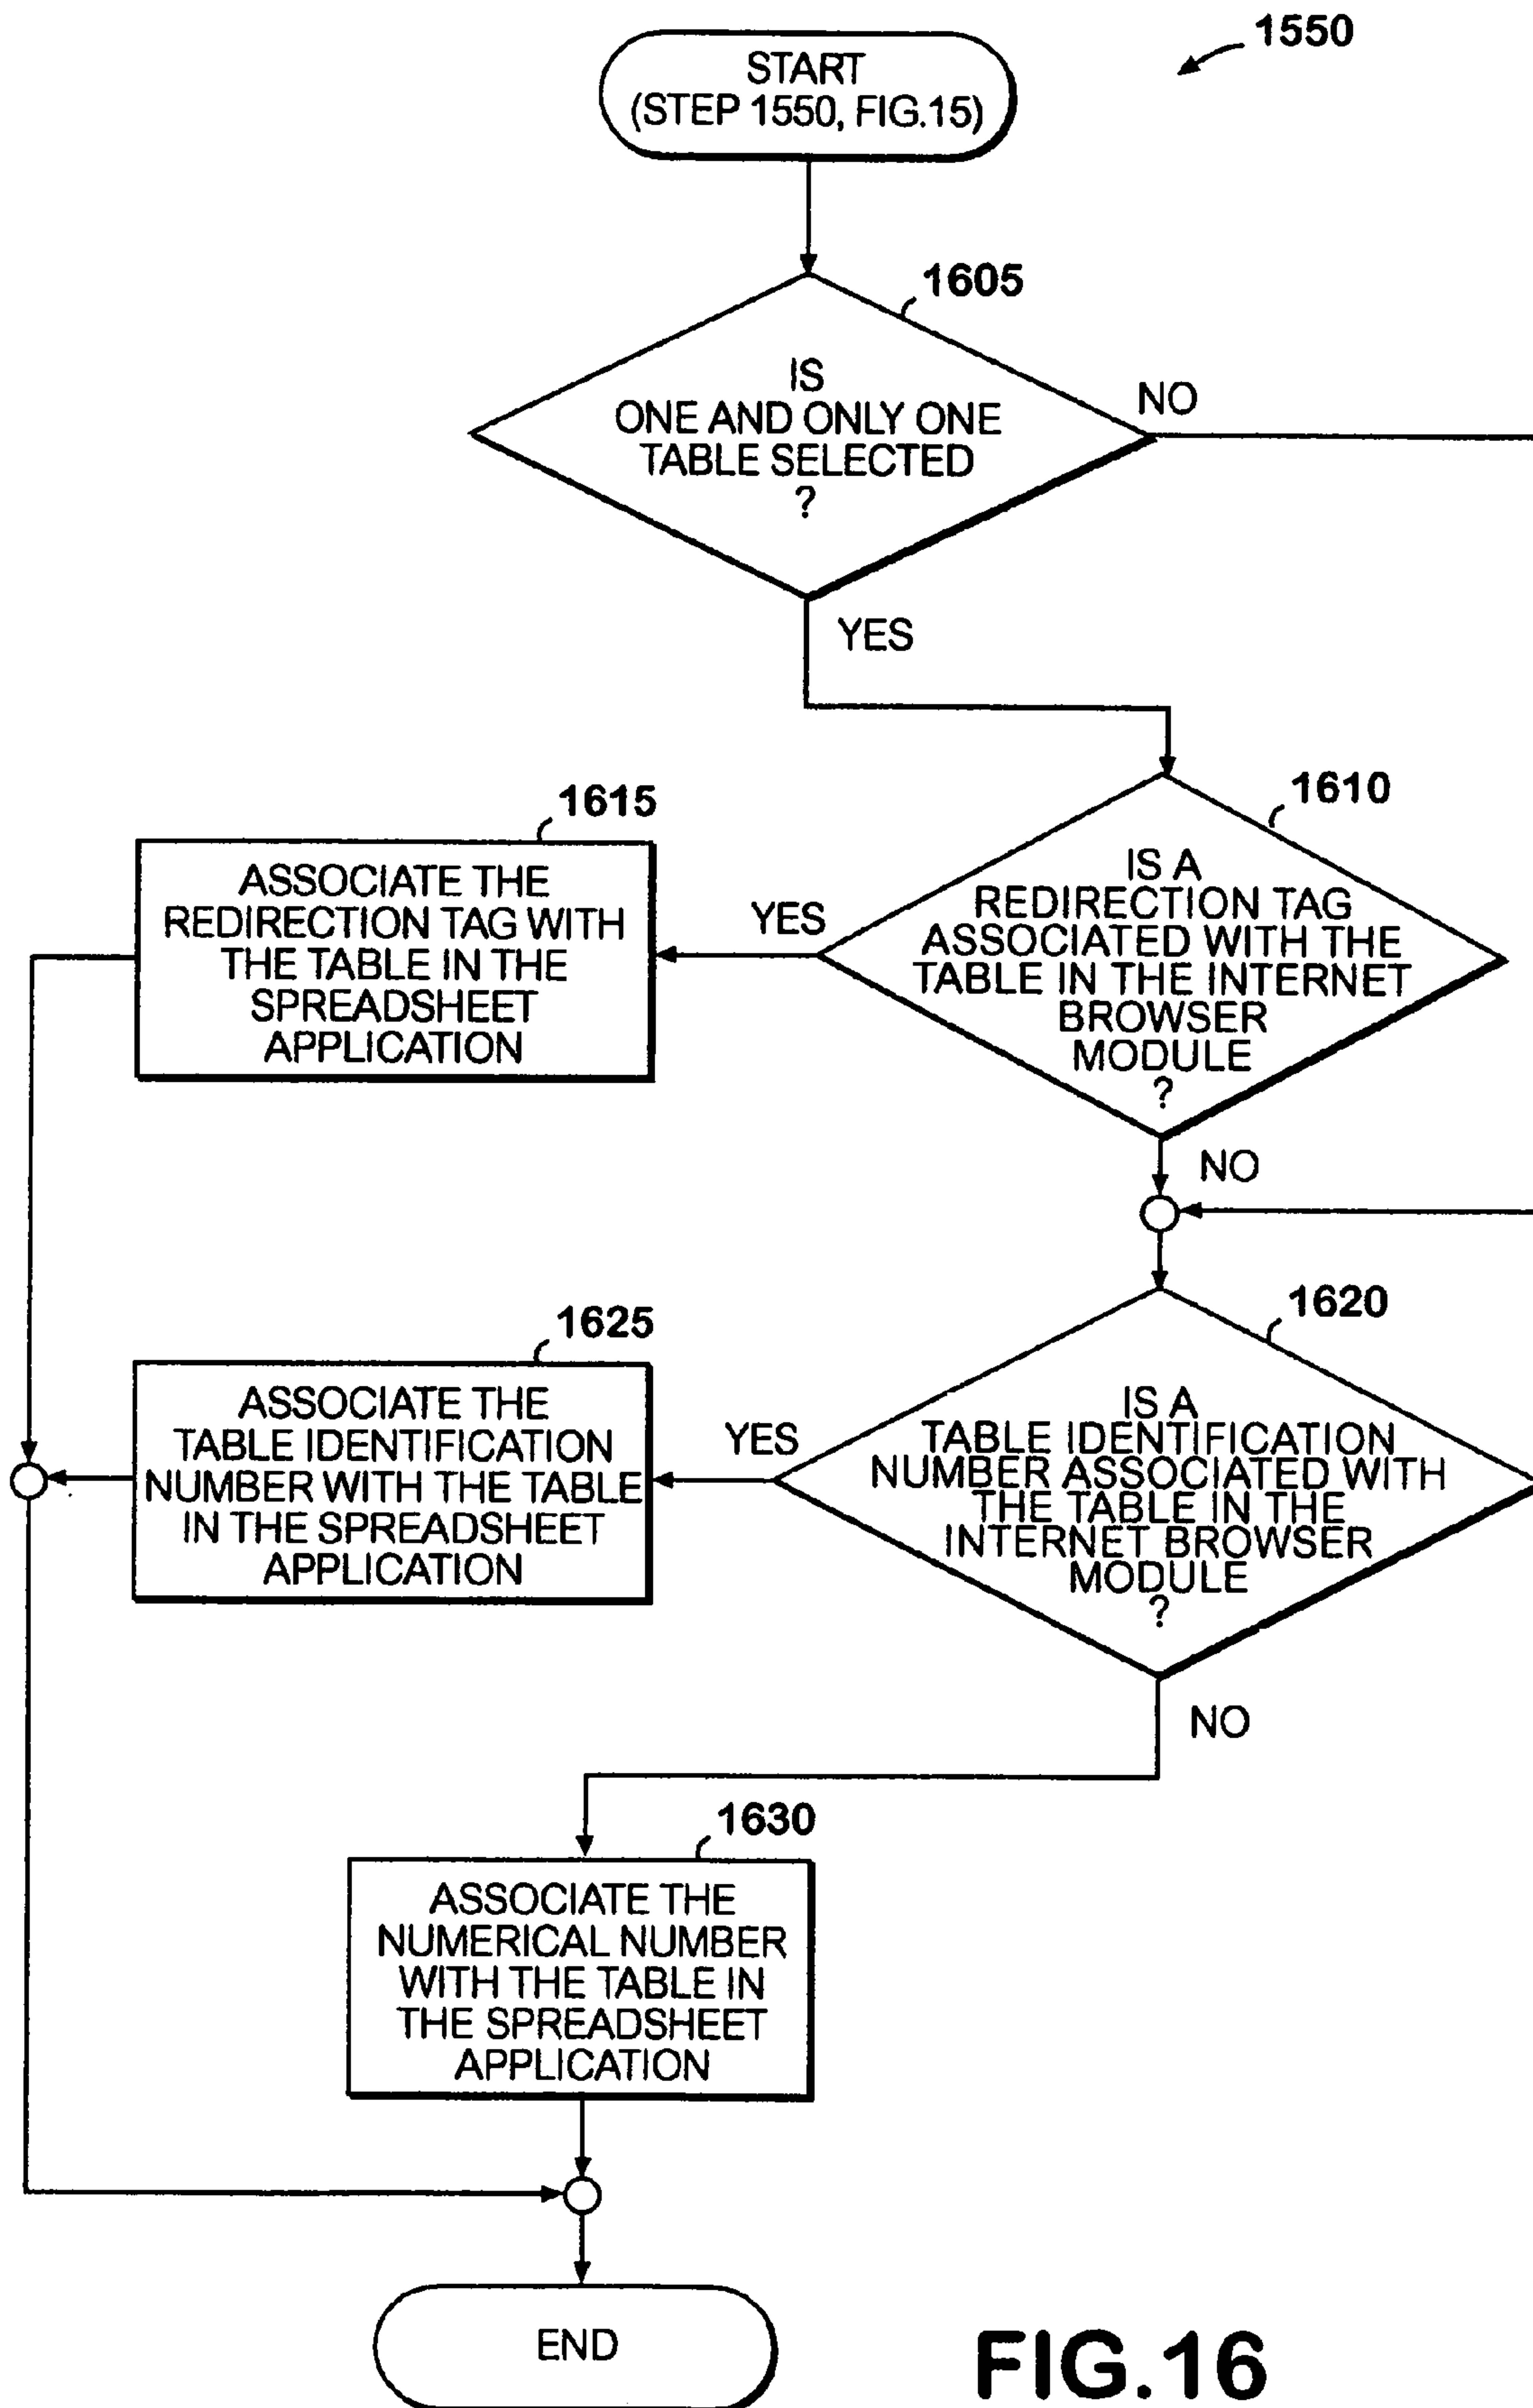 1550
START
(STEP 1550, FIG.15)
1605
IS
ONE AND ONLY ONE
TABLE SELECTED
?
NO
YES
1610
IS A
REDIRECTION TAG
ASSOCIATED WITH THE
TABLE IN THE INTERNET
BROWSER
MODULE
?
YES
1615
ASSOCIATE THE
REDIRECTION TAG WITH
THE TABLE IN THE
SPREADSHEET
APPLICATION
NO
1620
IS A
TABLE IDENTIFICATION
NUMBER ASSOCIATED WITH
THE TABLE IN THE
INTERNET BROWSER
MODULE
?
YES
1625
ASSOCIATE THE
TABLE IDENTIFICATION
NUMBER WITH THE TABLE
IN THE SPREADSHEET
APPLICATION
NO
1630
ASSOCIATE THE
NUMERICAL NUMBER
WITH THE TABLE IN
THE SPREADSHEET
APPLICATION
END
FIG.16